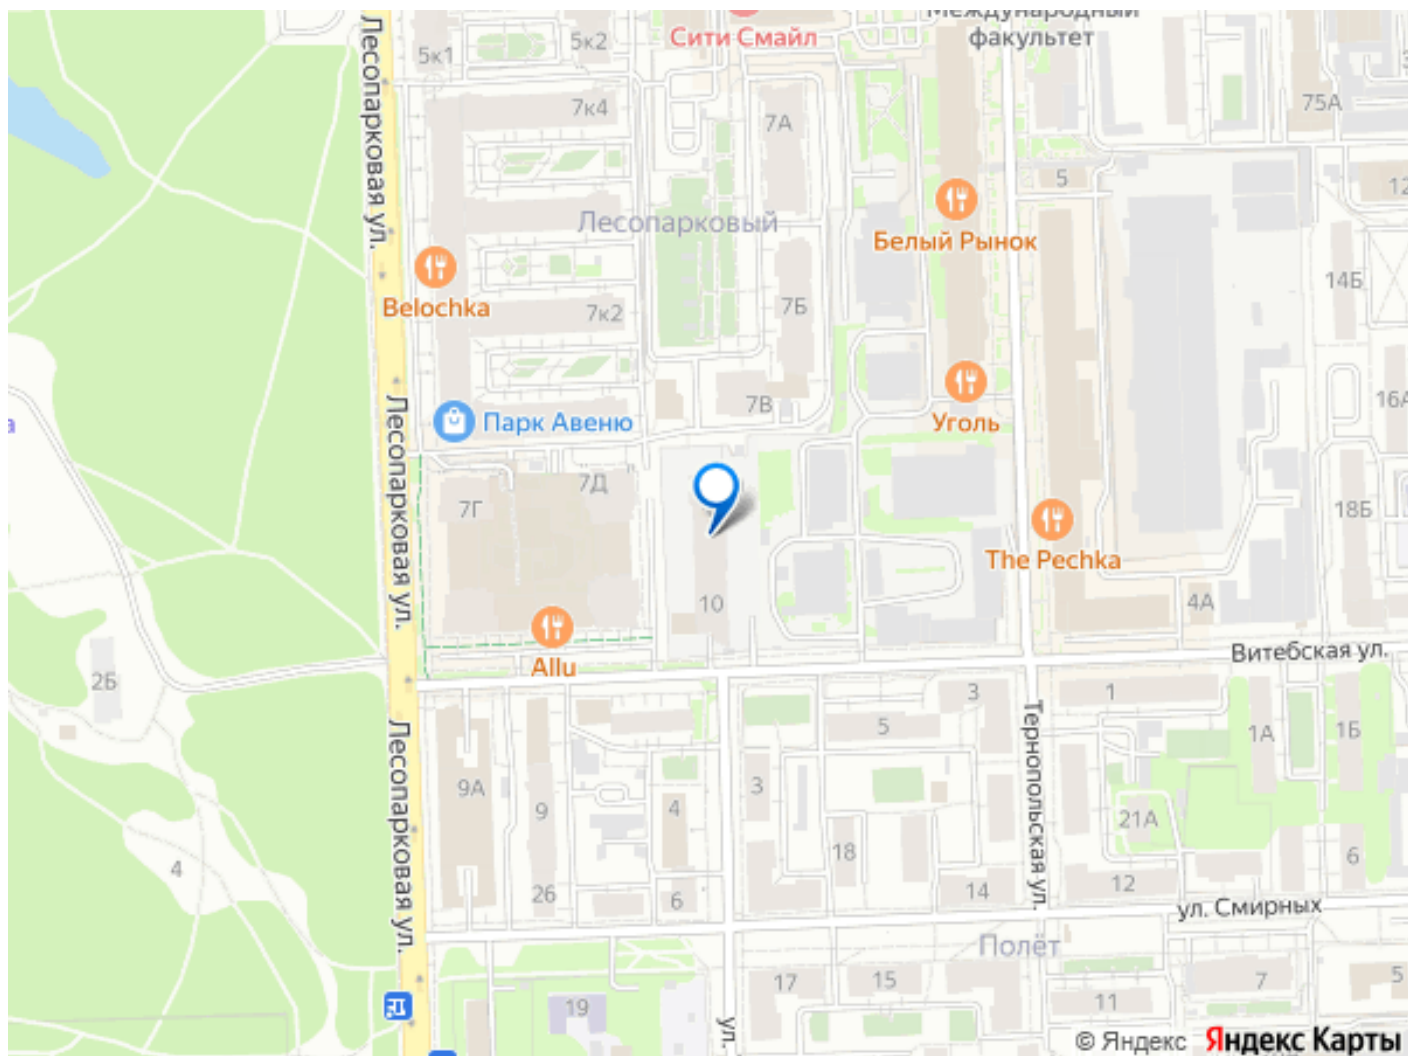 Международный
факультет
Сити Смайл
5к1
5к2
Лесопарковая ул.
7к4
7А
75А
5
12
Лесопарковый
Белый Рынок
Belochka
7к2
7Б
14Б
7В
Уголь
16А
Парк Авеню
Лесопарковая ул.
7Г
7Д
18Б
The Pechka
10
4А
Allu
Витебская ул.
2Б
3
1
5
Тернопольская ул.
1А
1Б
Лесопарковая ул.
9А
9
4
3
21А
18
6
4
26
6
14
12
ул. Смирных
Полёт
17
15
7
5
11
19
ул.
© Яндекс Яндекс Карты